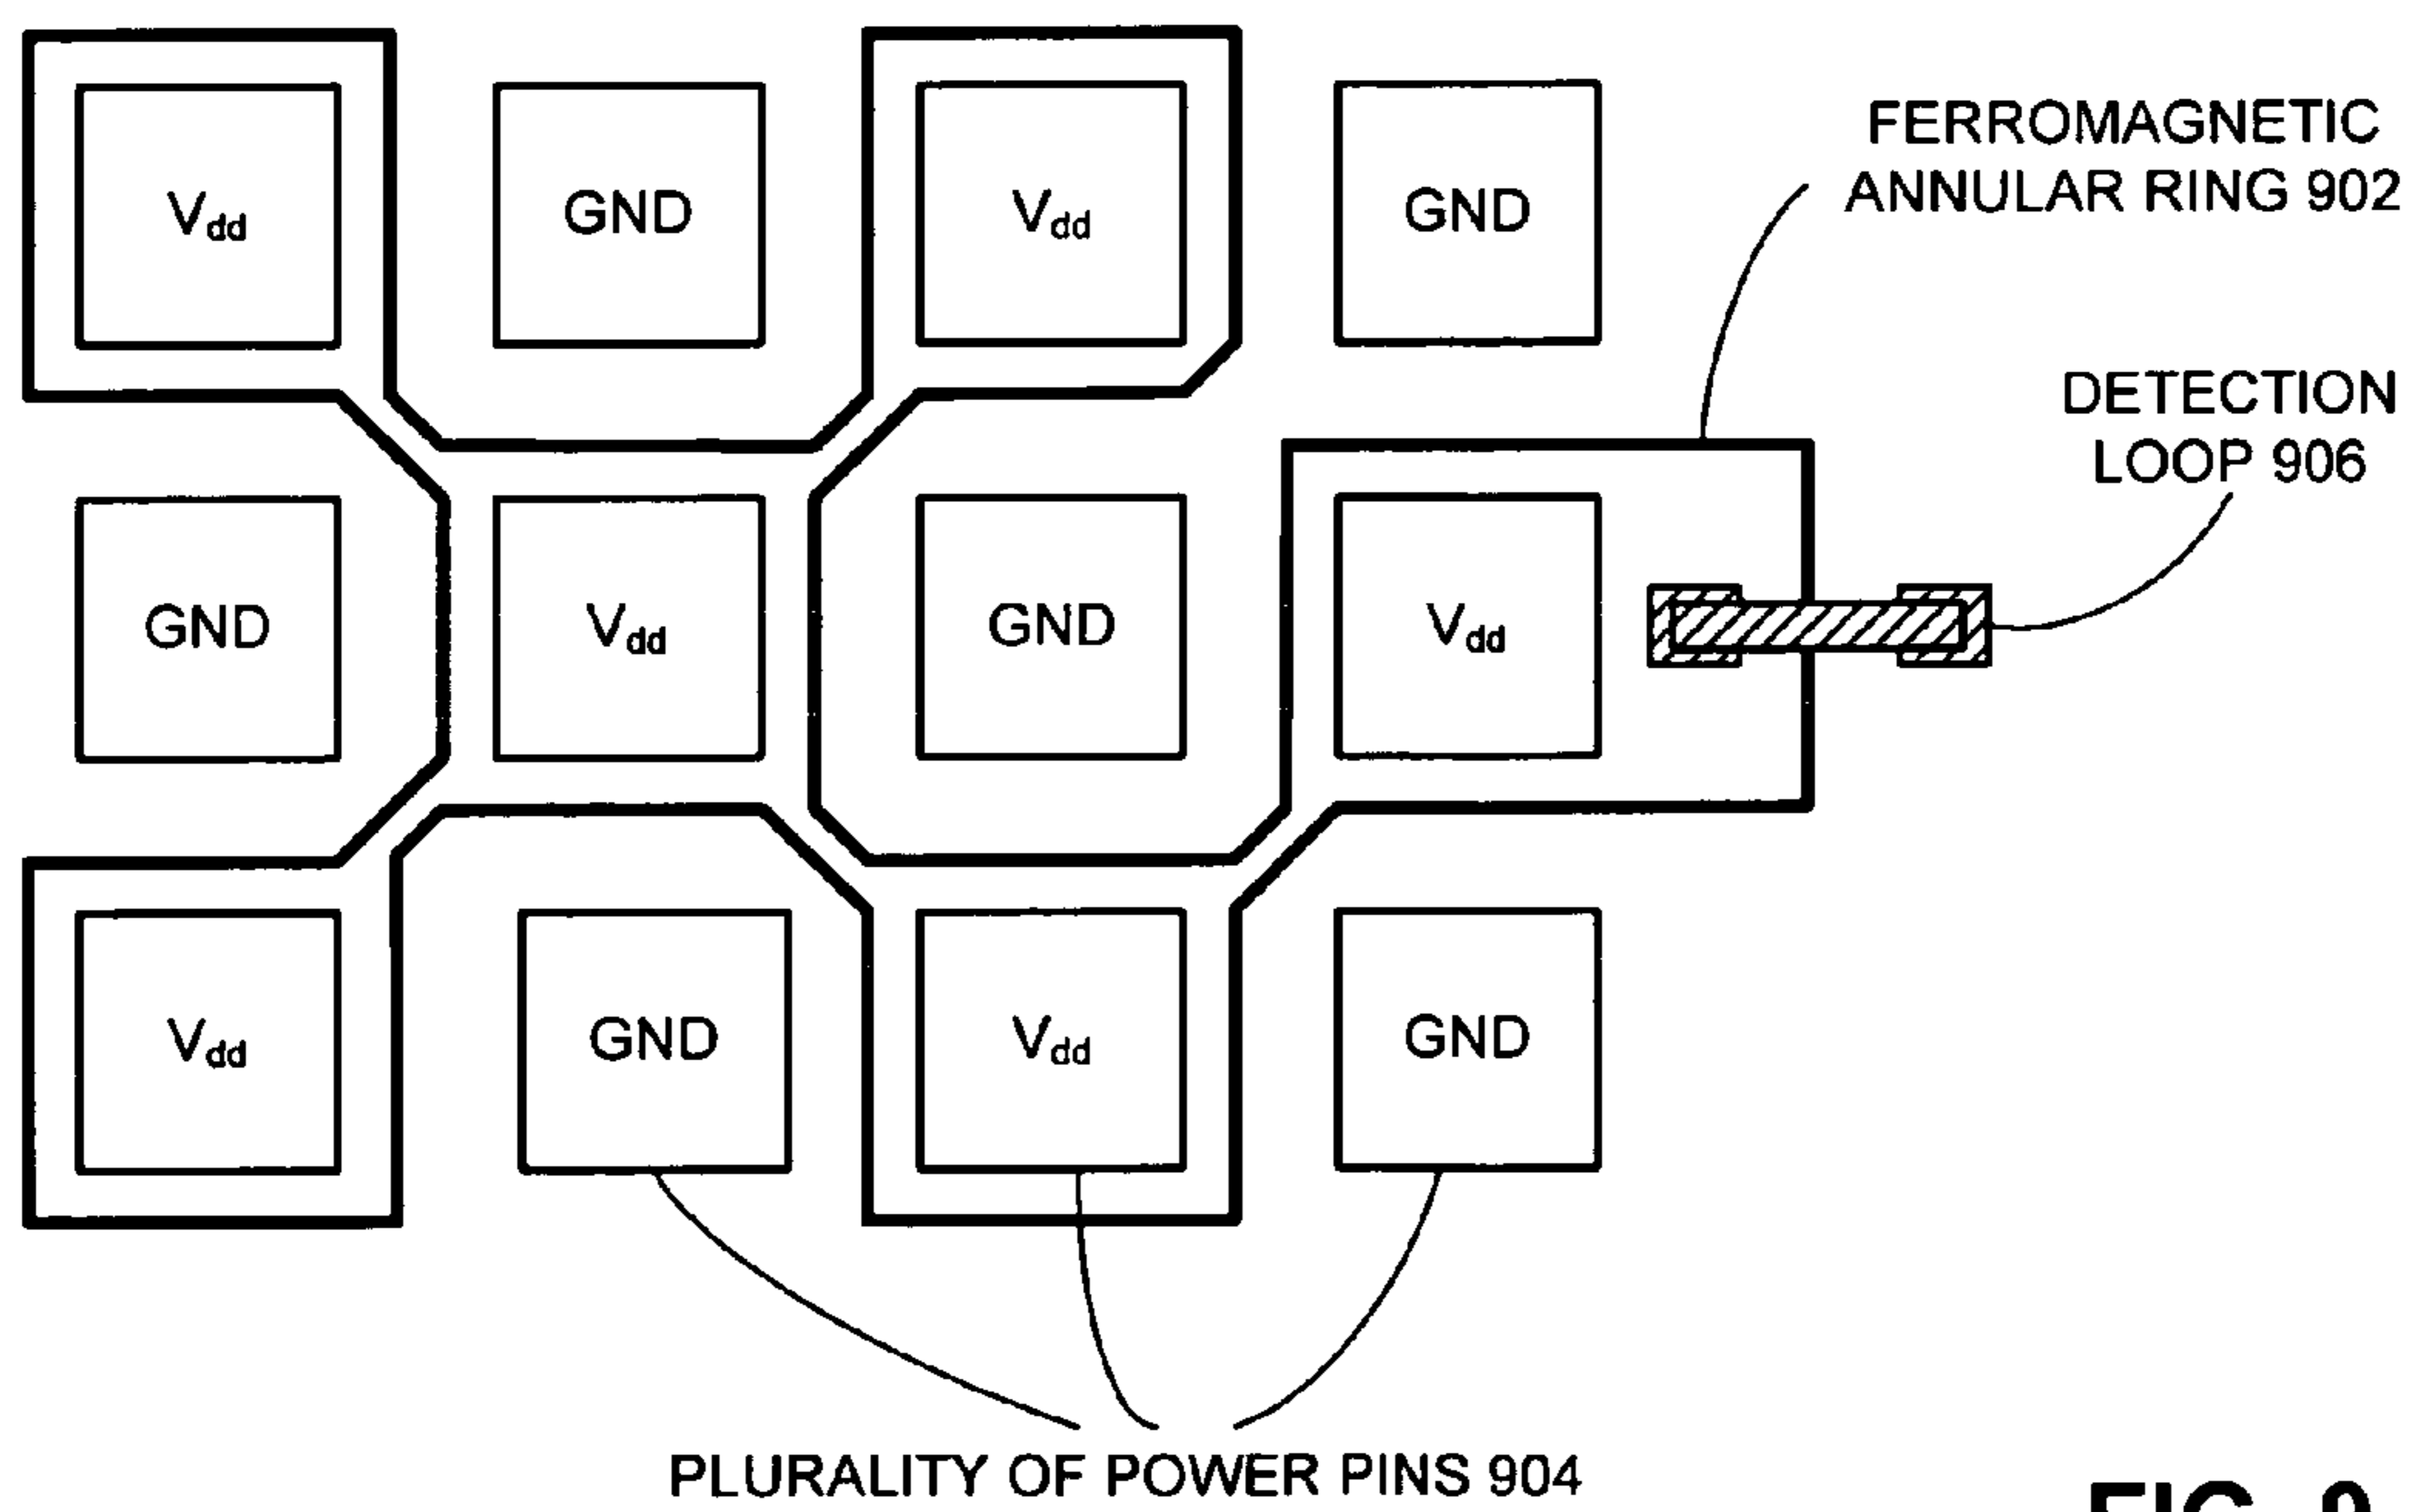 Vdd GND Vdd GND
FERROMAGNETIC
ANNULAR RING 902
DETECTION
LOOP 906
GND Vdd GND Vdd
Vdd GND Vdd GND
PLURALITY OF POWER PINS 904